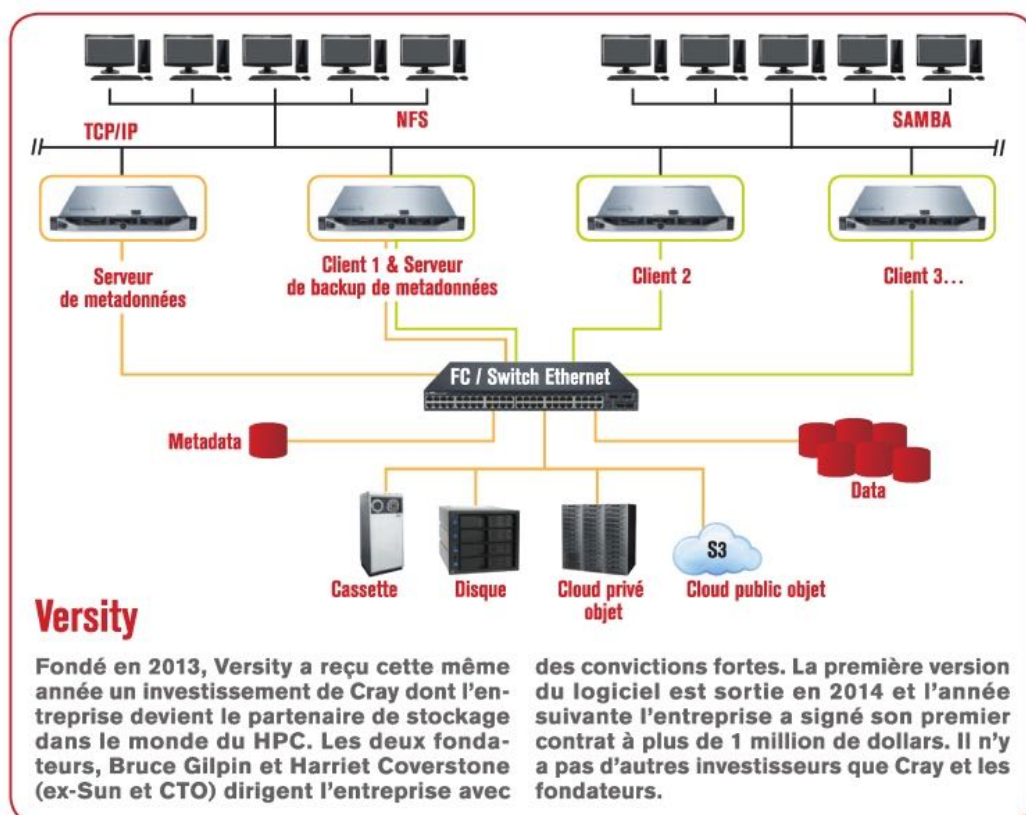 TCP/IP
NFS
SAMBA
//
//
Serveur
de metadonnées
Client 1 & Serveur
de backup de metadonnées
Client 2
Client 3...
FC / Switch Ethernet
Metadata
Data
S3
Cassette
Disque
Cloud privé
objet
Cloud public objet
Versity
Fondé en 2013, Versity a reçu cette même
année un investissement de Cray dont l'en-
treprise devient le partenaire de stockage
dans le monde du HPC. Les deux fonda-
teurs, Bruce Gilpin et Harriet Coverstone
(ex-Sun et CTO) dirigent l'entreprise avec
des convictions fortes. La première version
du logiciel est sortie en 2014 et l'année
suivante l'entreprise a signé son premier
contrat à plus de 1 million de dollars. Il n'y
a pas d'autres investisseurs que Cray et les
fondateurs.